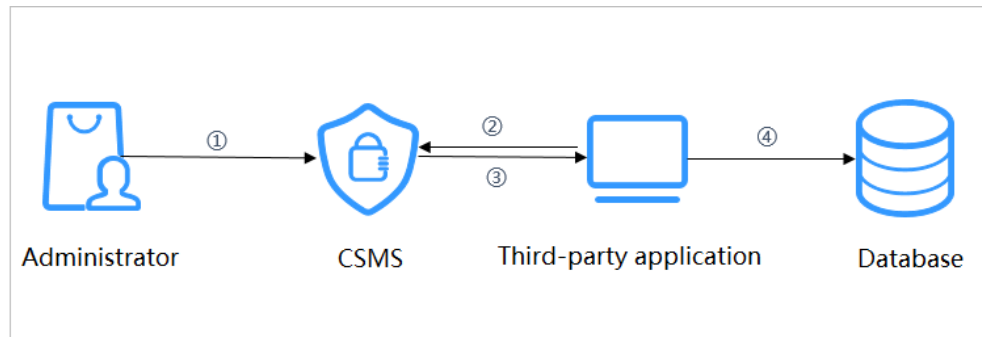 ①
②
③
④
Administrator
CSMS
Third-party application
Database